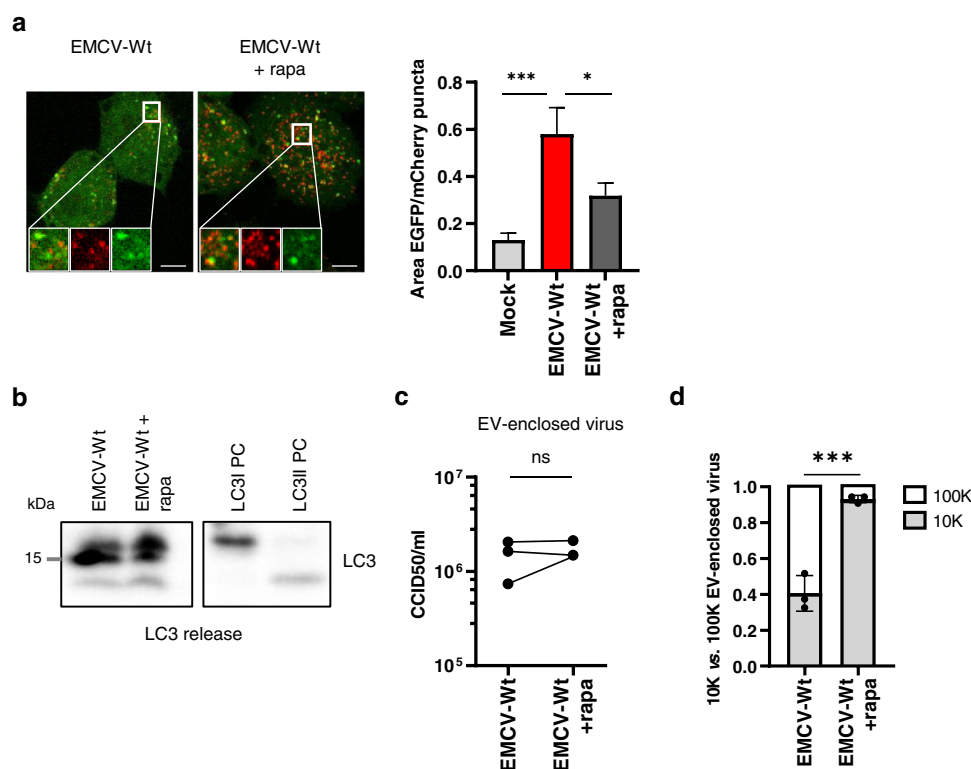 a
EMCV-Wt
EMCV-Wt
+ rapa
Area EGFP/mCherry puncta
0.8
0.6
0.4
0.2
0.0
***
*
Mock
EMCV-Wt
EMCV-Wt
+rapa
b
kDa
15
EMCV-Wt
EMCV-Wt +
rapa
LC3I PC
LC3II PC
LC3
LC3 release
c
EV-enclosed virus
ns
CCID50/ml
10⁷
10⁶
10⁵
EMCV-Wt
EMCV-Wt
+rapa
d
***
10K vs. 100K EV-enclosed virus
1.0
0.8
0.6
0.4
0.2
0.0
100K
10K
EMCV-Wt
EMCV-Wt
+rapa